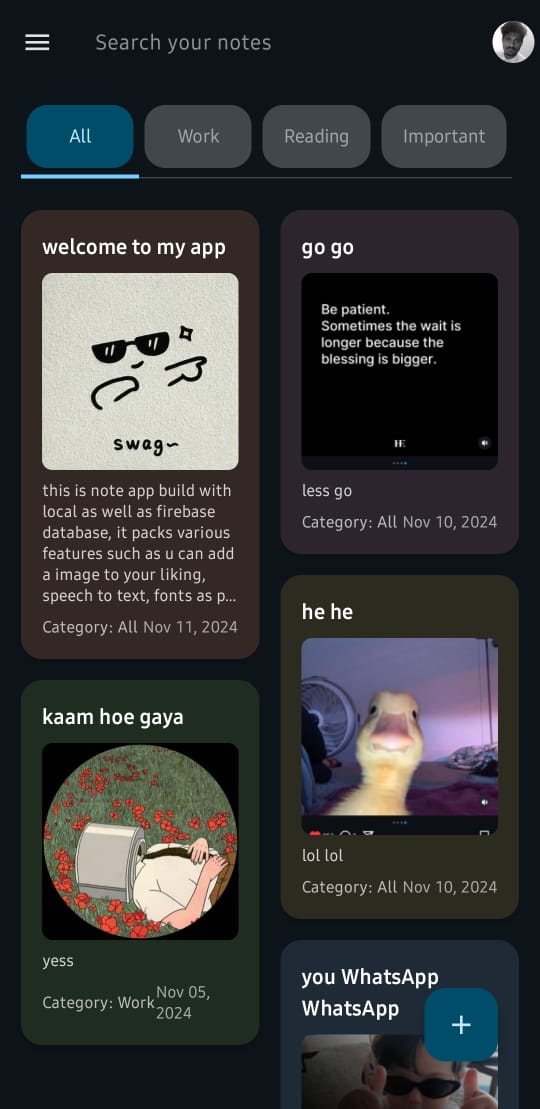 Search your notes
All
Work
Reading
Important
welcome to my app
swag~
this is note app build with
local as well as firebase
database, it packs various
features such as u can add
a image to your liking,
speech to text, fonts as p...
Category: All Nov 11, 2024
kaam hoe gaya
yess
Category: Work Nov 05,
2024
go go
Be patient.
Sometimes the wait is
longer because the
blessing is bigger.
less go
Category: All Nov 10, 2024
he he
lol lol
Category: All Nov 10, 2024
you WhatsApp
WhatsApp